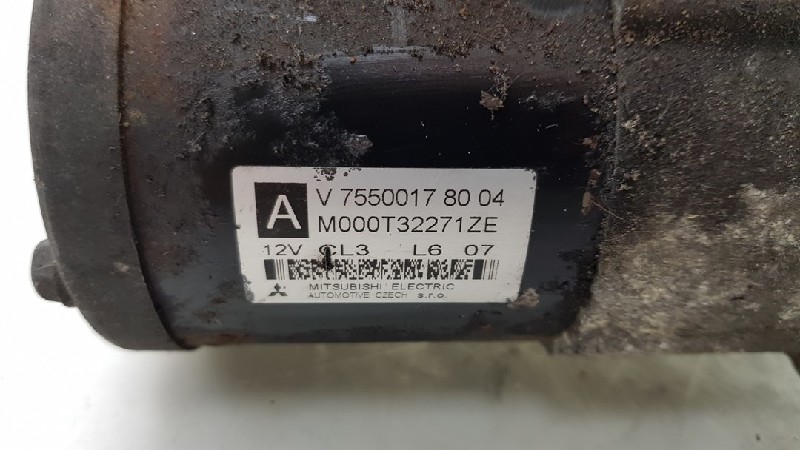 A V 7550017 80 04
M000T32271ZE
12V CL3 L6 07
MITSUBISHI ELECTRIC
AUTOMOTIVE CZECH s.r.o.